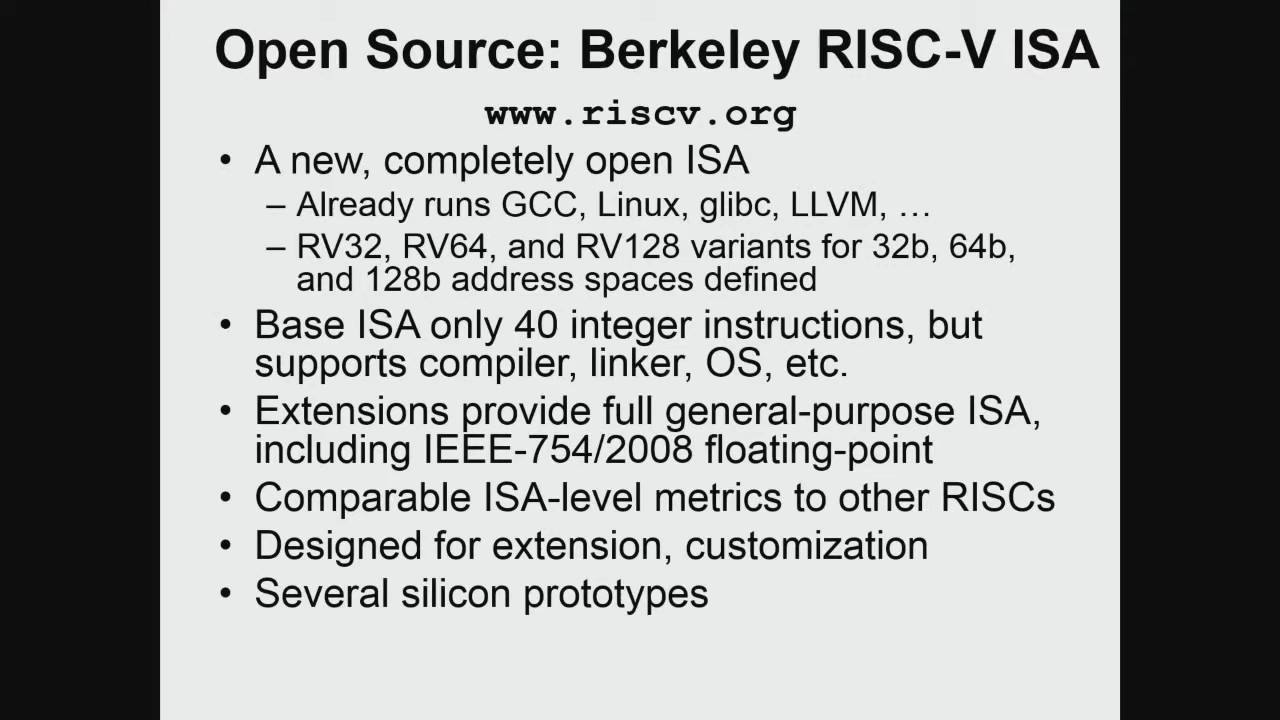 Open Source: Berkeley RISC-V ISA
www.riscv.org
• A new, completely open ISA
– Already runs GCC, Linux, glibc, LLVM, …
– RV32, RV64, and RV128 variants for 32b, 64b,
and 128b address spaces defined
• Base ISA only 40 integer instructions, but
supports compiler, linker, OS, etc.
• Extensions provide full general-purpose ISA,
including IEEE-754/2008 floating-point
• Comparable ISA-level metrics to other RISCs
• Designed for extension, customization
• Several silicon prototypes